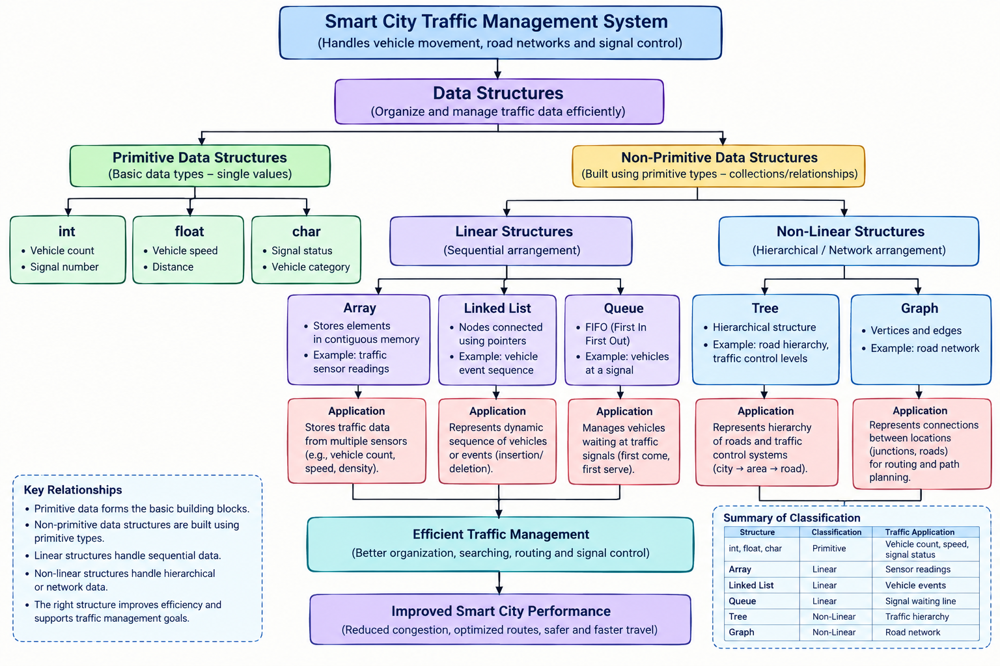 Smart City Traffic Management System
(Handles vehicle movement, road networks and signal control)
Data Structures
(Organize and manage traffic data efficiently)
Primitive Data Structures
(Basic data types – single values)
Non-Primitive Data Structures
(Built using primitive types – collections/relationships)
int
• Vehicle count
• Signal number
float
• Vehicle speed
• Distance
char
• Signal status
• Vehicle category
Linear Structures
(Sequential arrangement)
Non-Linear Structures
(Hierarchical / Network arrangement)
Array
• Stores elements
in contiguous memory
• Example: traffic
sensor readings
Linked List
• Nodes connected
using pointers
• Example: vehicle
event sequence
Queue
• FIFO (First In
First Out)
• Example: vehicles
at a signal
Tree
• Hierarchical structure
• Example: road hierarchy,
traffic control levels
Graph
• Vertices and edges
• Example: road network
Application
Stores traffic data
from multiple sensors
(e.g., vehicle count,
speed, density).
Application
Represents dynamic
sequence of vehicles
or events (insertion/
deletion).
Application
Manages vehicles
waiting at traffic
signals (first come,
first serve).
Application
Represents hierarchy
of roads and traffic
control systems
(city → area → road).
Application
Represents connections
between locations
(junctions, roads)
for routing and path
planning.
Key Relationships
• Primitive data forms the basic building blocks.
• Non-primitive data structures are built using
primitive types.
• Linear structures handle sequential data.
• Non-linear structures handle hierarchical
or network data.
• The right structure improves efficiency and
supports traffic management goals.
Efficient Traffic Management
(Better organization, searching, routing and signal control)
Improved Smart City Performance
(Reduced congestion, optimized routes, safer and faster travel)
Summary of Classification
Structure Classification Traffic Application
int, float, char Primitive Vehicle count, speed,
signal status
Array Linear Sensor readings
Linked List Linear Vehicle events
Queue Linear Signal waiting line
Tree Non-Linear Traffic hierarchy
Graph Non-Linear Road network